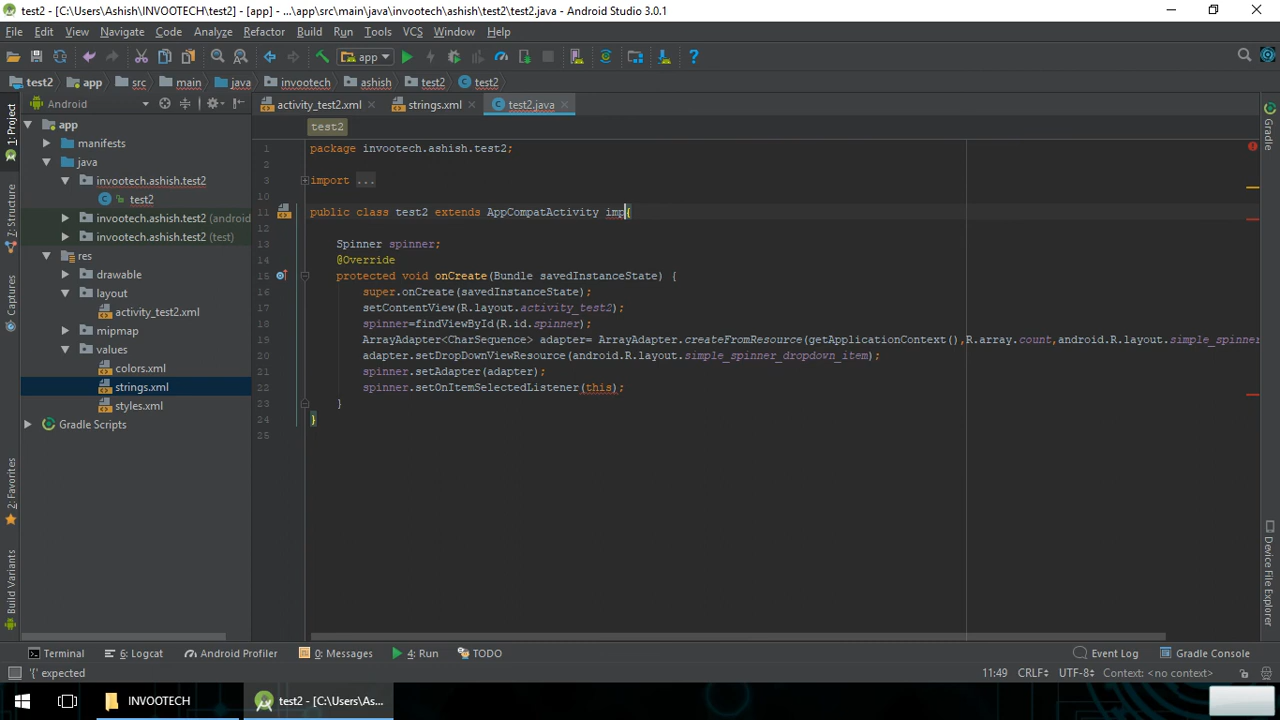 test2 - [C:\Users\Ashish\INVOOTECH\test2] - [app] - ...\app\src\main\java\invootech\ashish\test2\test2.java - Android Studio 3.0.1
File Edit View Navigate Code Analyze Refactor Build Run Tools VCS Window Help
app
test2 app src main java invootech ashish test2 test2
Android activity_test2.xml strings.xml test2.java
test2
1: Project
Z: Structure
Captures
2: Favorites
Build Variants
app
manifests
java
invootech.ashish.test2
test2
invootech.ashish.test2 (android
invootech.ashish.test2 (test)
res
drawable
layout
activity_test2.xml
mipmap
values
colors.xml
strings.xml
styles.xml
Gradle Scripts
1 package invootech.ashish.test2;
2
3 import ...
10
11 public class test2 extends AppCompatActivity imp{
12
13 Spinner spinner;
14 @Override
15 protected void onCreate(Bundle savedInstanceState) {
16 super.onCreate(savedInstanceState);
17 setContentView(R.layout.activity_test2);
18 spinner=findViewById(R.id.spinner);
19 ArrayAdapter<CharSequence> adapter= ArrayAdapter.createFromResource(getApplicationContext(),R.array.count,android.R.layout.simple_spinner
20 adapter.setDropDownViewResource(android.R.layout.simple_spinner_dropdown_item);
21 spinner.setAdapter(adapter);
22 spinner.setOnItemSelectedListener(this);
23 }
24 }
25
Gradle
Device File Explorer
Terminal 6: Logcat Android Profiler 0: Messages 4: Run TODO Event Log Gradle Console
'{' expected 11:49 CRLF UTF-8 Context: <no context>
INVOOTECH test2 - [C:\Users\As...